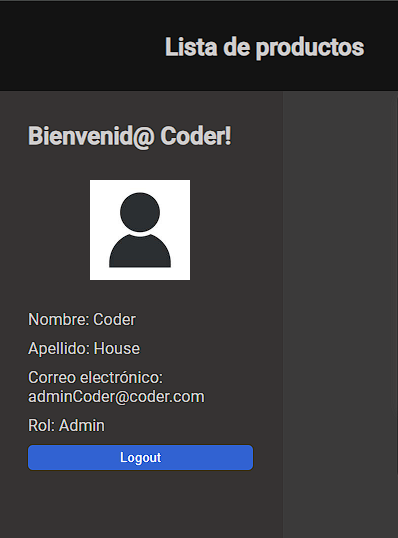 Lista de productos
Bienvenid@ Coder!
Nombre: Coder
Apellido: House
Correo electrónico:
adminCoder@coder.com
Rol: Admin
Logout